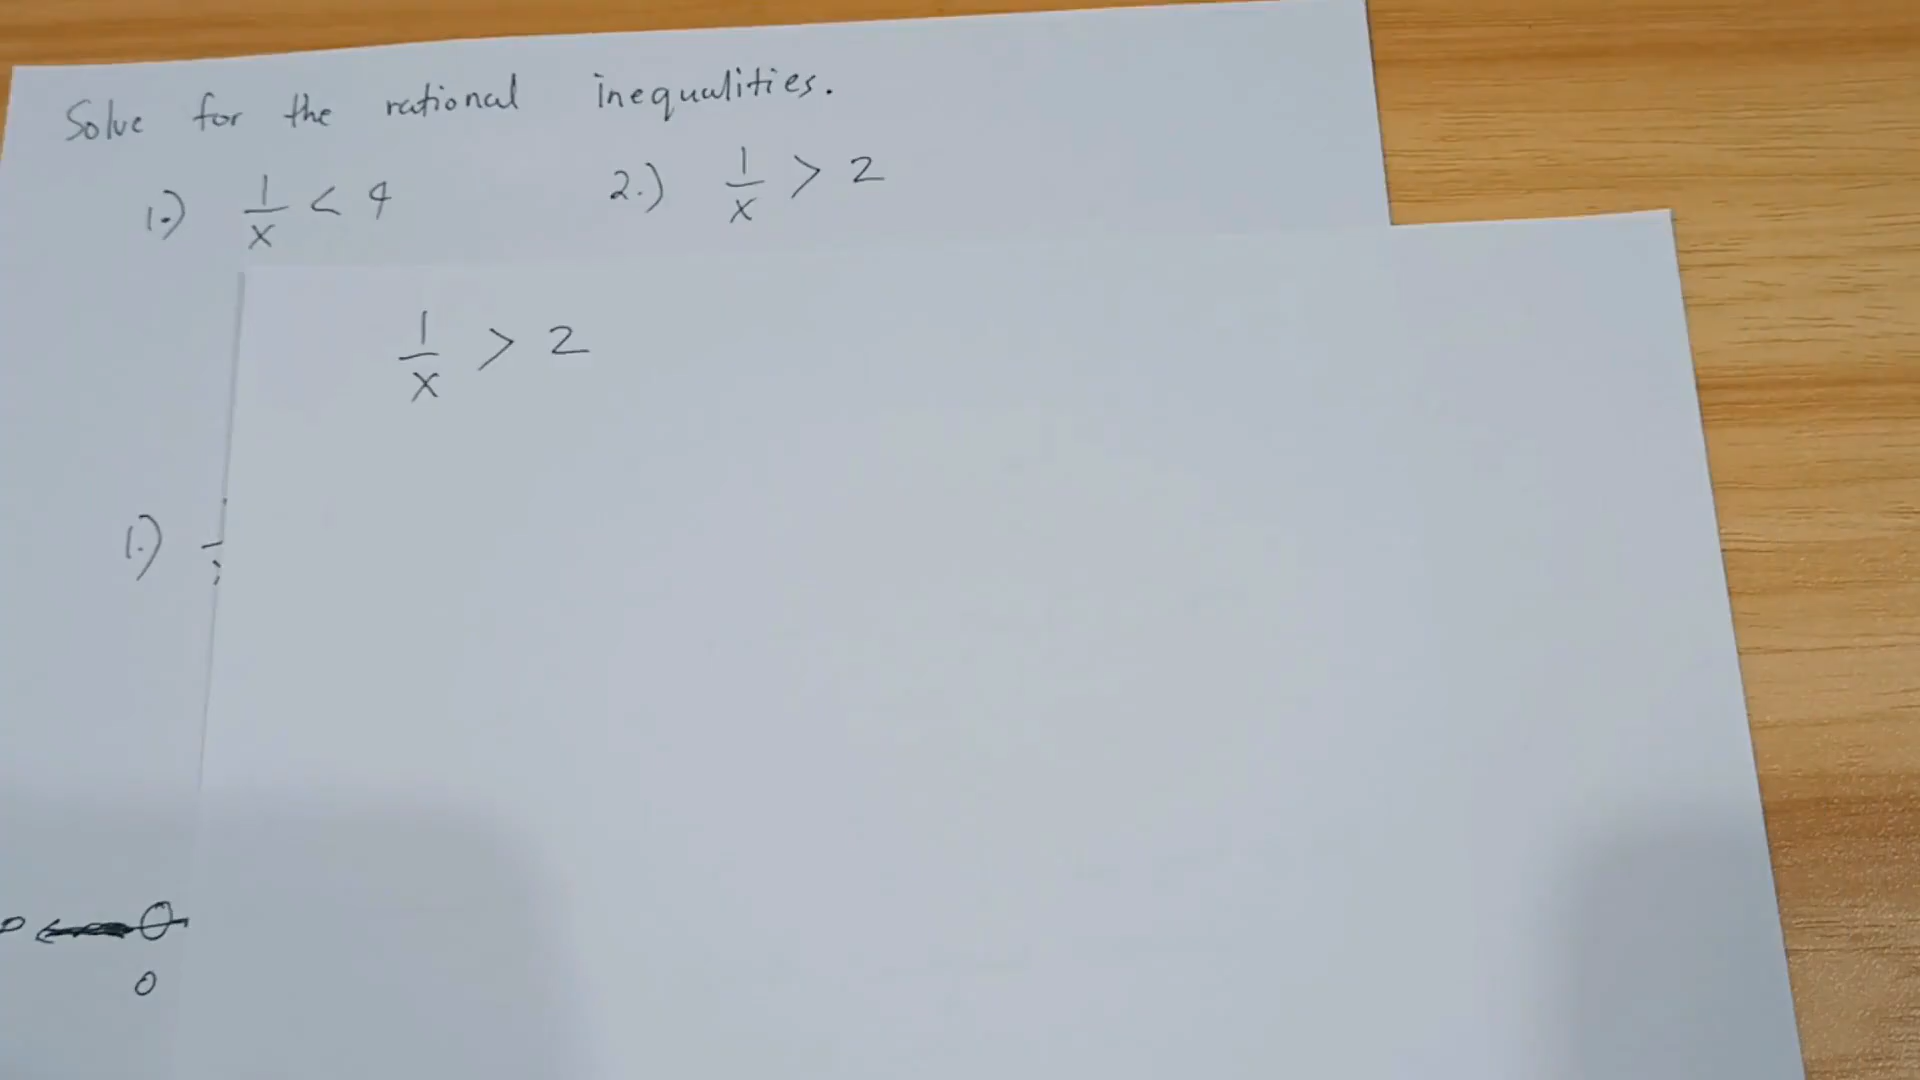 Solve for the rational inequalities.
1.) 1/x < 4 2.) 1/x > 2
1/x > 2
1.)
0